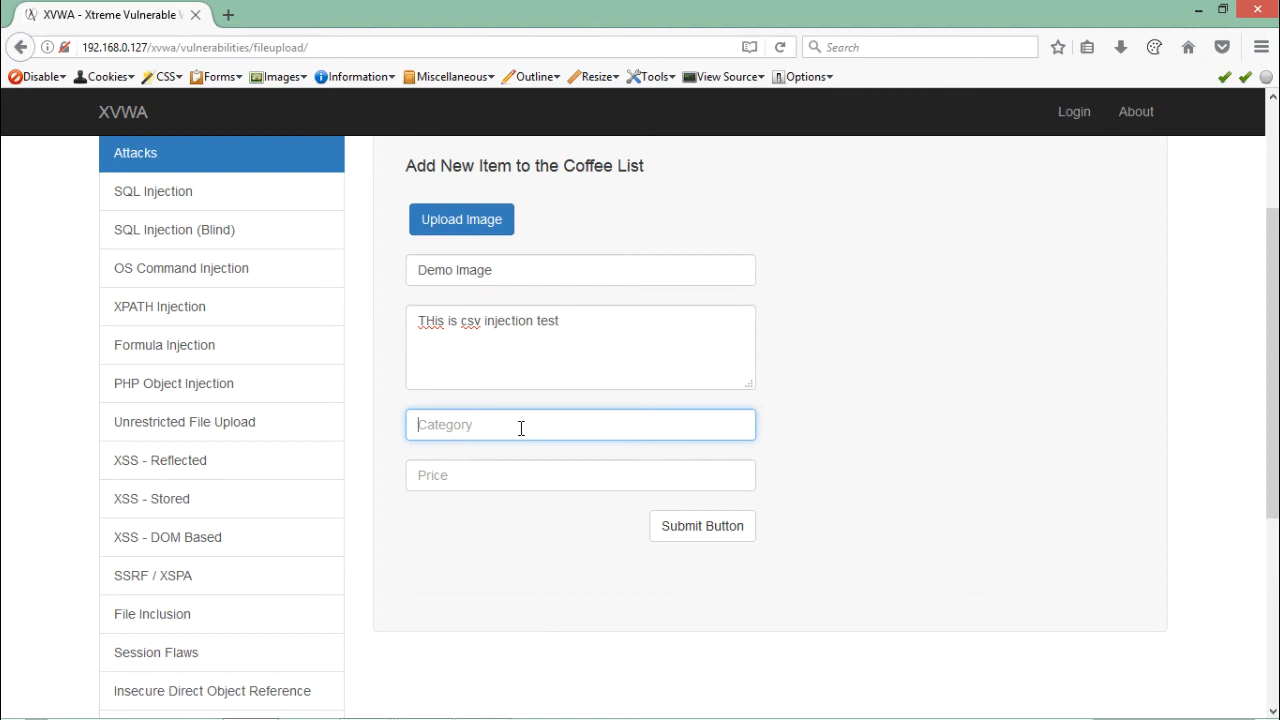 XVWA - Xtreme Vulnerable
192.168.0.127/xvwa/vulnerabilities/fileupload/
Search
Disable Cookies CSS Forms Images Information Miscellaneous Outline Resize Tools View Source Options
XVWA
Login
About
Attacks
SQL Injection
SQL Injection (Blind)
OS Command Injection
XPATH Injection
Formula Injection
PHP Object Injection
Unrestricted File Upload
XSS - Reflected
XSS - Stored
XSS - DOM Based
SSRF / XSPA
File Inclusion
Session Flaws
Insecure Direct Object Reference
Add New Item to the Coffee List
Upload Image
Demo Image
THis is csv injection test
Category
Price
Submit Button